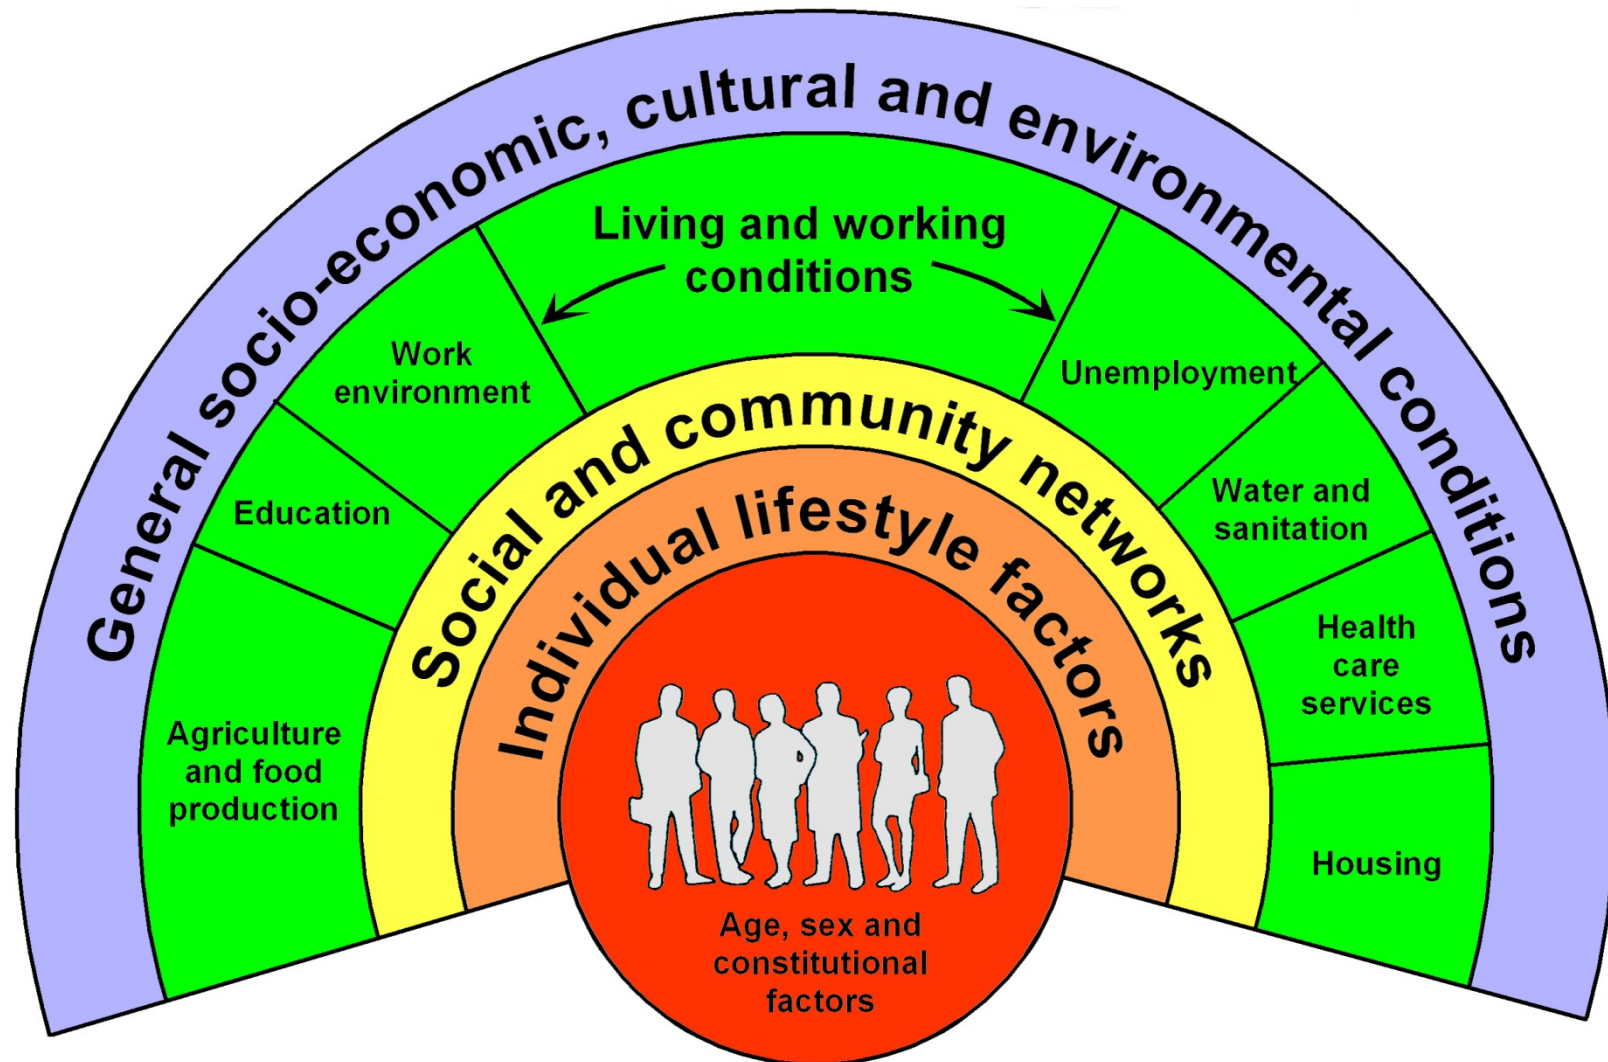 General socio-economic, cultural and environmental conditions
Living and working
conditions
Work
environment
Unemployment
Education
Water and
sanitation
Agriculture
and food
production
Health
care
services
Housing
Social and community networks
Individual lifestyle factors
Age, sex and
constitutional
factors